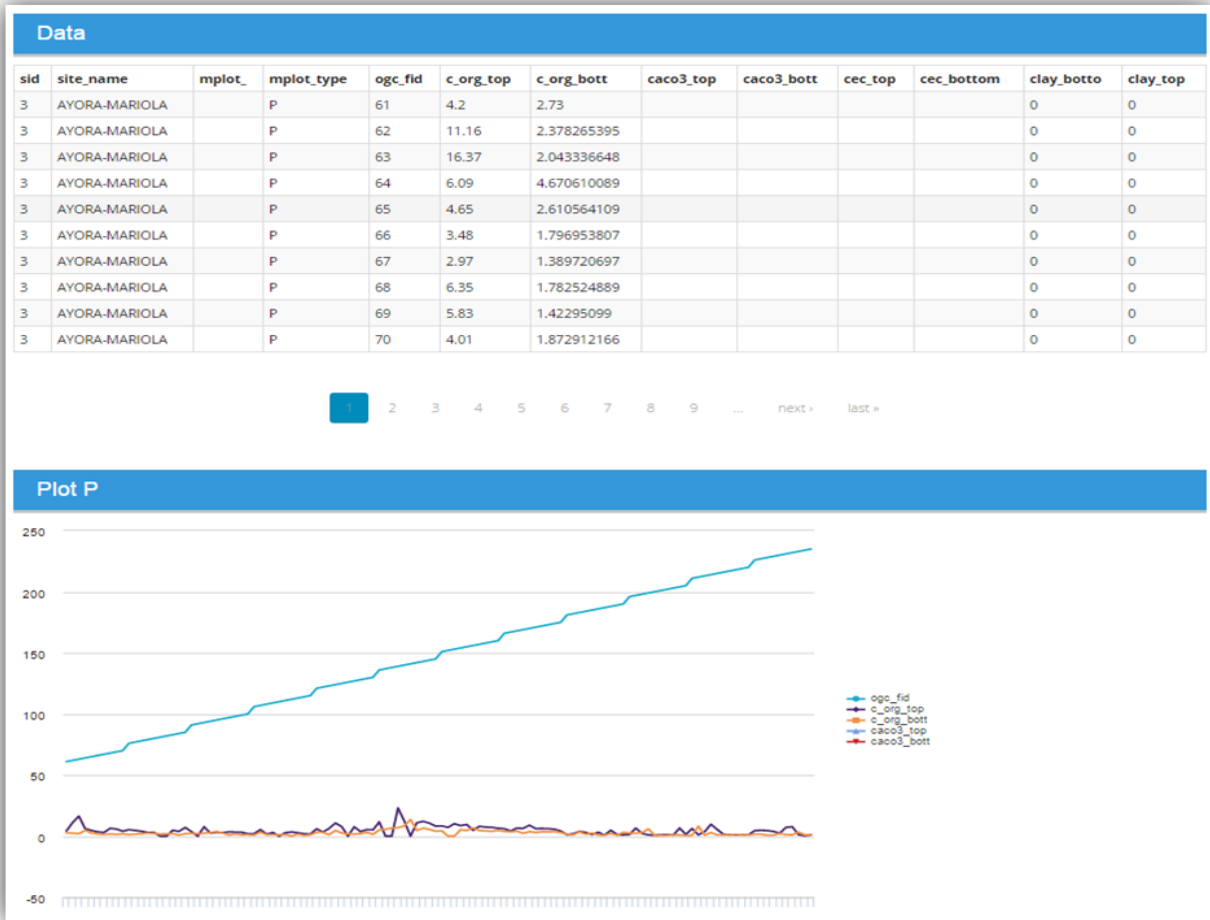 Data
sid site_name mplot_ mplot_type ogc_fid c_org_top c_org_bott caco3_top caco3_bott cec_top cec_bottom clay_botto clay_top
3 AYORA-MARIOLA P 61 4.2 2.73 0 0
3 AYORA-MARIOLA P 62 11.16 2.378265395 0 0
3 AYORA-MARIOLA P 63 16.37 2.043336648 0 0
3 AYORA-MARIOLA P 64 6.09 4.670610089 0 0
3 AYORA-MARIOLA P 65 4.65 2.610564109 0 0
3 AYORA-MARIOLA P 66 3.48 1.796953807 0 0
3 AYORA-MARIOLA P 67 2.97 1.389720697 0 0
3 AYORA-MARIOLA P 68 6.35 1.782524889 0 0
3 AYORA-MARIOLA P 69 5.83 1.42295099 0 0
3 AYORA-MARIOLA P 70 4.01 1.872912166 0 0
1 2 3 4 5 6 7 8 9 ... next › last »
Plot P
250
200
150
100
50
0
-50
ogc_fid
c_org_top
c_org_bott
caco3_top
caco3_bott